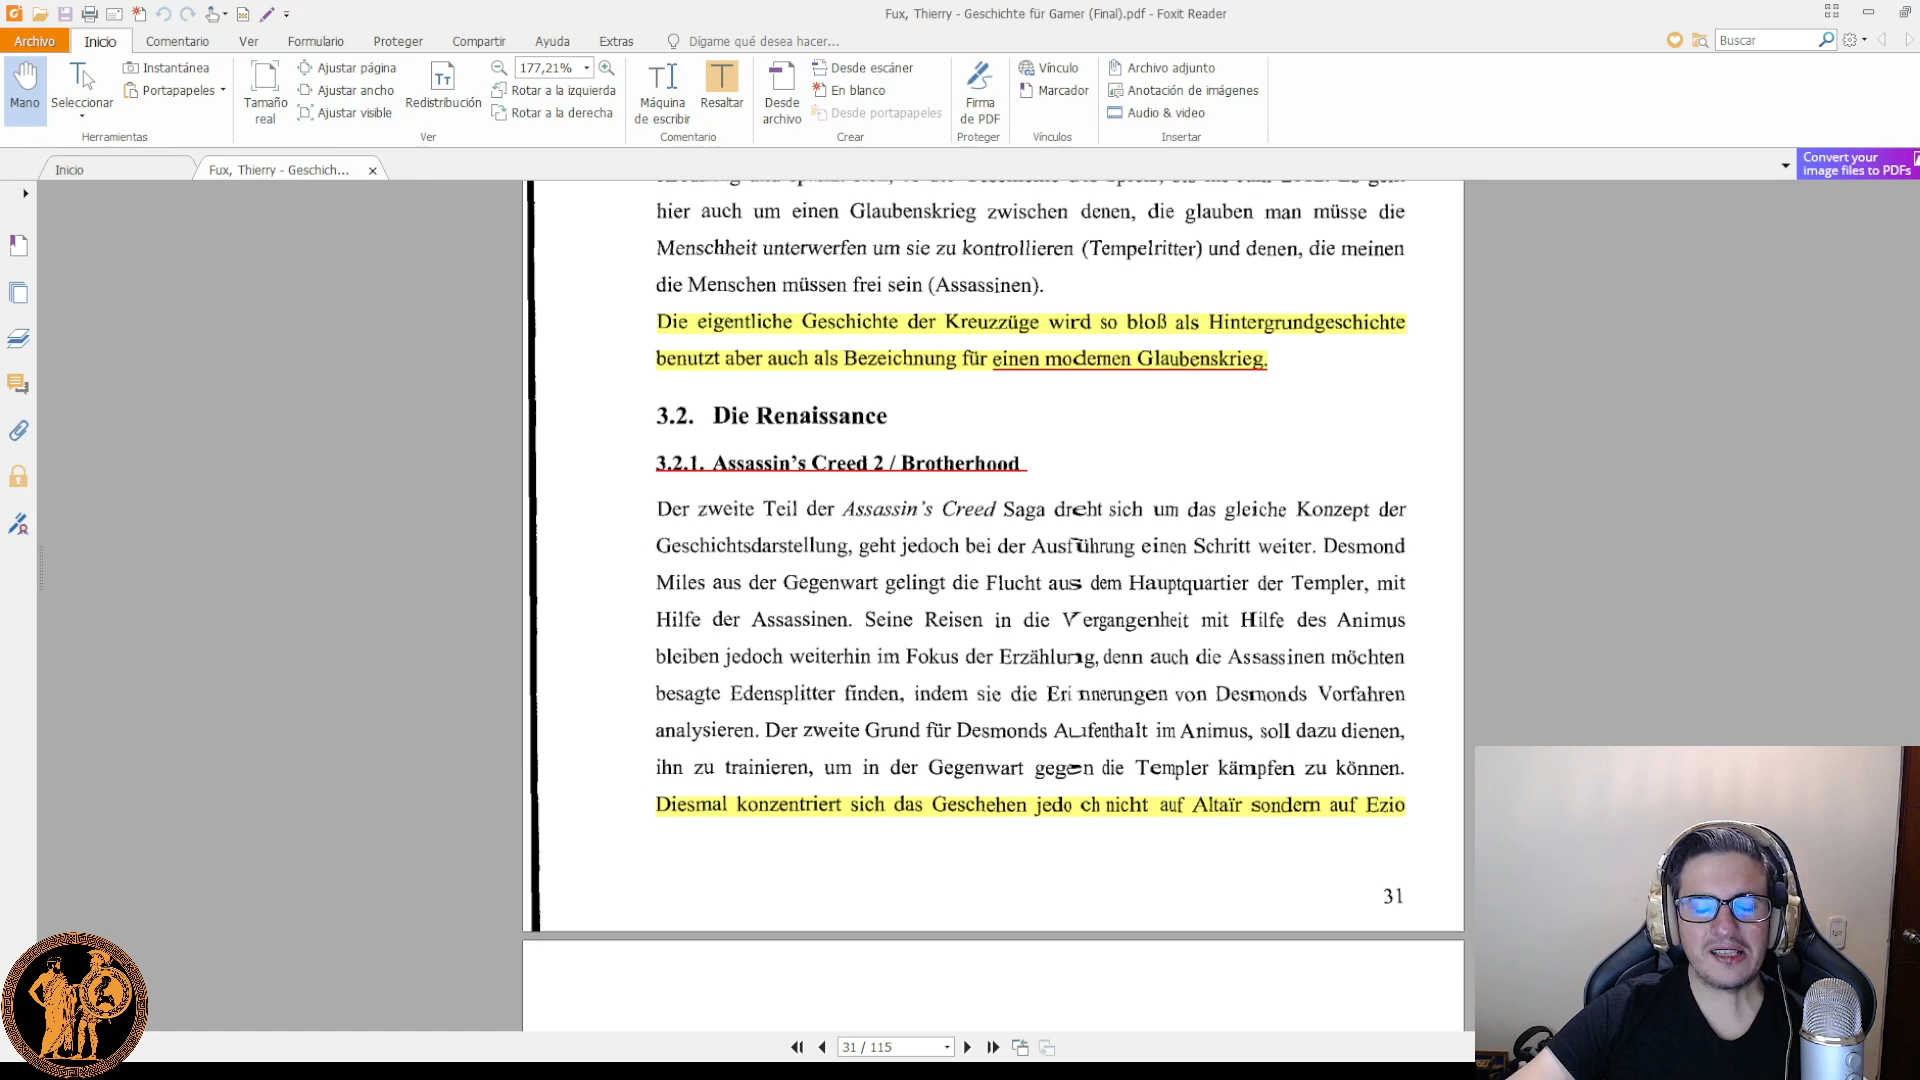 Fux, Thierry - Geschichte für Gamer (Final).pdf - Foxit Reader
Archivo Inicio Comentario Ver Formulario Proteger Compartir Ayuda Extras Dígame qué desea hacer... Buscar
Mano
Seleccionar
Instantánea
Portapapeles
Herramientas
Tamaño real
Ajustar página
Ajustar ancho
Ajustar visible
Redistribución
177,21%
Rotar a la izquierda
Rotar a la derecha
Ver
Máquina de escribir
Resaltar
Comentario
Desde archivo
Desde escáner
En blanco
Desde portapapeles
Crear
Firma de PDF
Proteger
Vínculo
Marcador
Vínculos
Archivo adjunto
Anotación de imágenes
Audio & video
Insertar
Inicio
Fux, Thierry - Geschich...
Convert your
image files to PDFs
hier auch um einen Glaubenskrieg zwischen denen, die glauben man müsse die
Menschheit unterwerfen um sie zu kontrollieren (Tempelritter) und denen, die meinen
die Menschen müssen frei sein (Assassinen).
Die eigentliche Geschichte der Kreuzzüge wird so bloß als Hintergrundgeschichte
benutzt aber auch als Bezeichnung für einen modernen Glaubenskrieg.
3.2. Die Renaissance
3.2.1. Assassin's Creed 2 / Brotherhood
Der zweite Teil der Assassin's Creed Saga dreht sich um das gleiche Konzept der
Geschichtsdarstellung, geht jedoch bei der Ausführung einen Schritt weiter. Desmond
Miles aus der Gegenwart gelingt die Flucht aus dem Hauptquartier der Templer, mit
Hilfe der Assassinen. Seine Reisen in die Vergangenheit mit Hilfe des Animus
bleiben jedoch weiterhin im Fokus der Erzählung, denn auch die Assassinen möchten
besagte Edensplitter finden, indem sie die Erinnerungen von Desmonds Vorfahren
analysieren. Der zweite Grund für Desmonds Aufenthalt im Animus, soll dazu dienen,
ihn zu trainieren, um in der Gegenwart gegen die Templer kämpfen zu können.
Diesmal konzentriert sich das Geschehen jedoch nicht auf Altaïr sondern auf Ezio
31
31 / 115